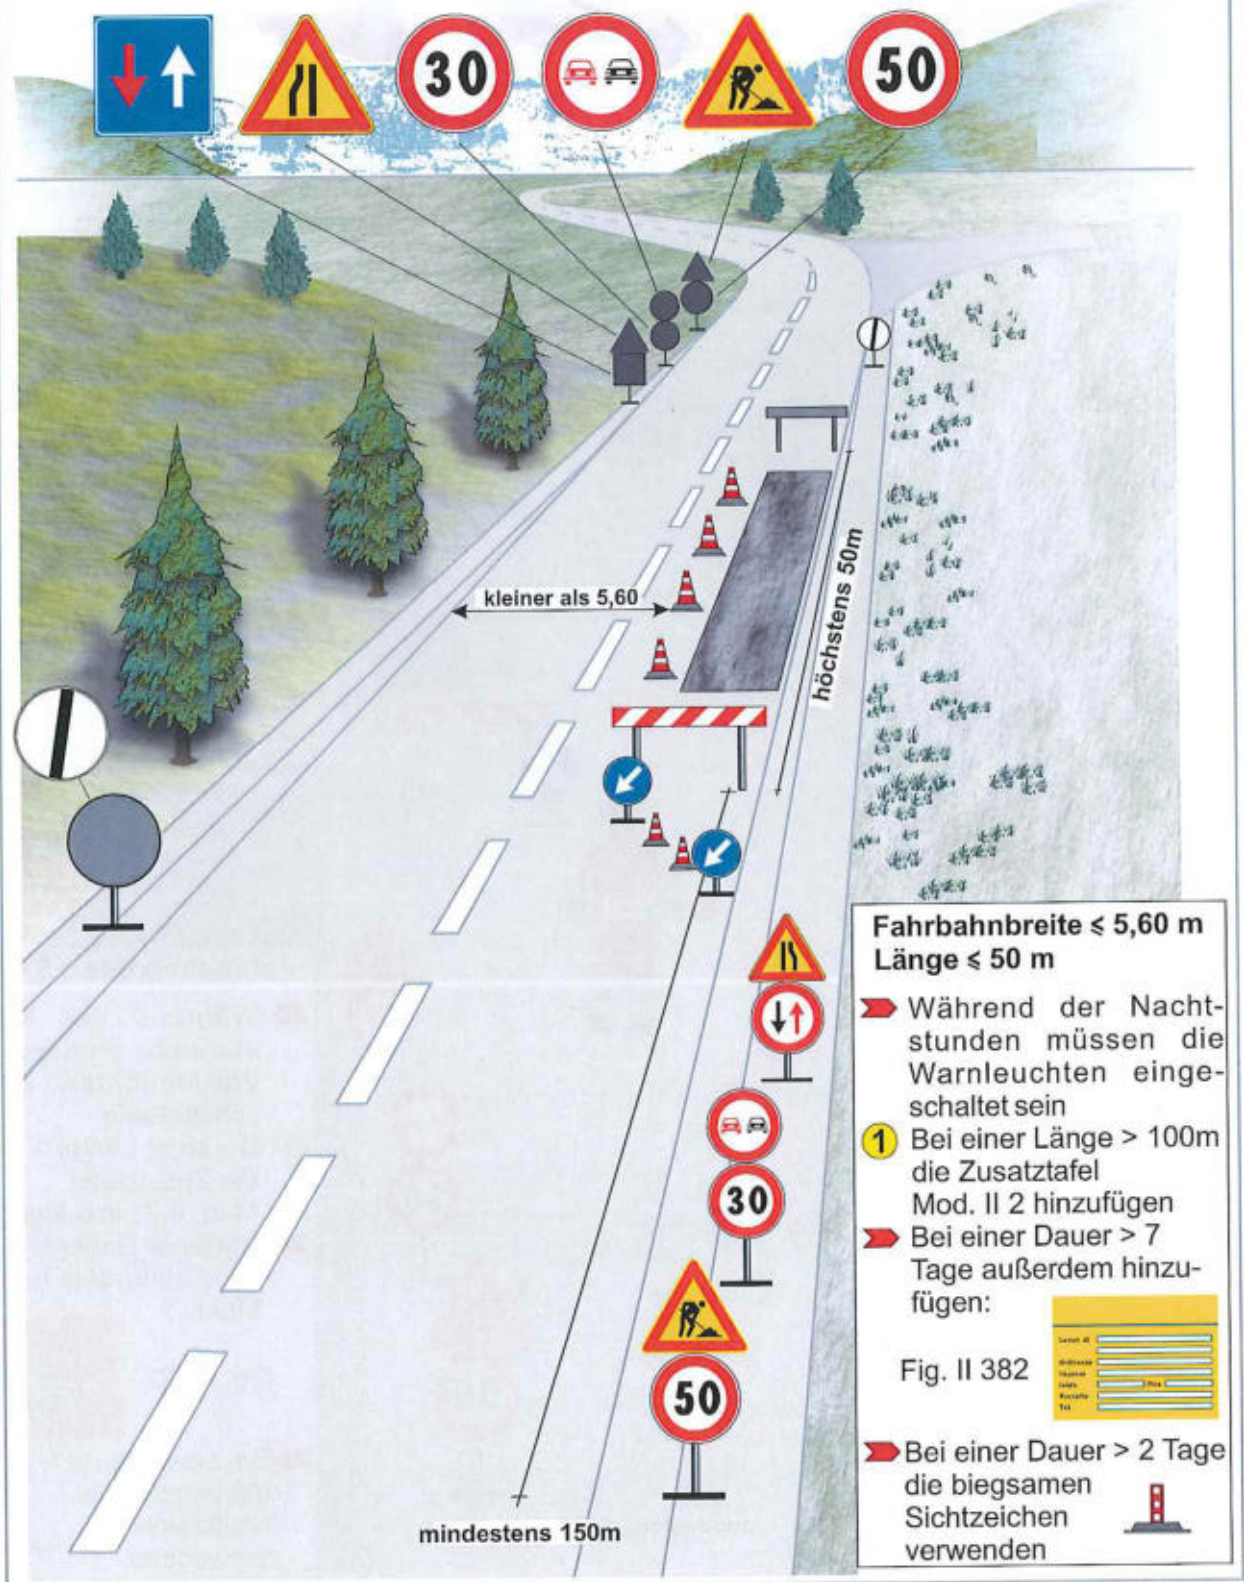 30
50
kleiner als 5,60
höchstens 50m
30
50
mindestens 150m
Fahrbahnbreite ≤ 5,60 m
Länge ≤ 50 m
Während der Nacht-
stunden müssen die
Warnleuchten einge-
schaltet sein
1 Bei einer Länge > 100m
die Zusatztafel
Mod. II 2 hinzufügen
Bei einer Dauer > 7
Tage außerdem hinzu-
fügen:
Fig. II 382
Bei einer Dauer > 2 Tage
die biegsamen
Sichtzeichen
verwenden